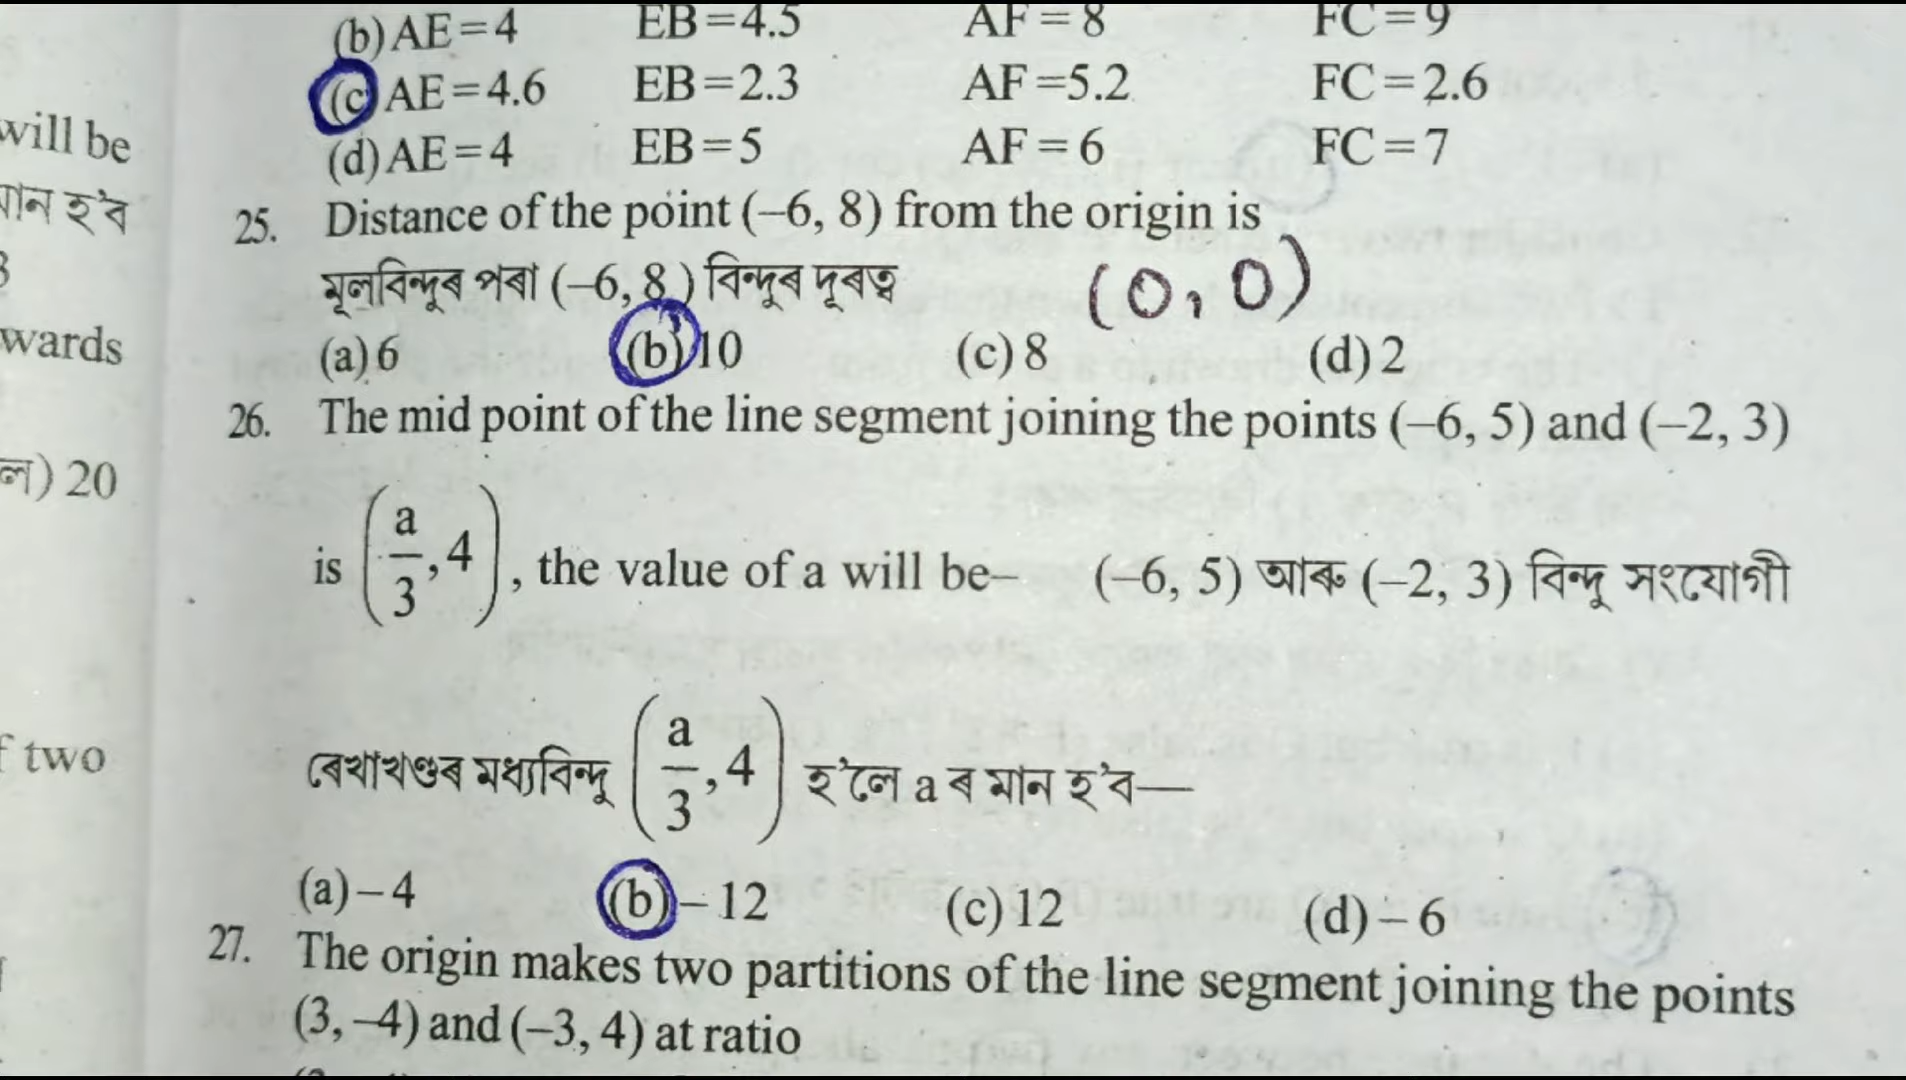 (b) AE=4 EB=4.5 AF=8 FC=9
(c) AE=4.6 EB=2.3 AF=5.2 FC=2.6
(d) AE=4 EB=5 AF=6 FC=7
25. Distance of the point (–6, 8) from the origin is
মূলবিন্দুৰ পৰা (–6, 8) বিন্দুৰ দূৰত্ব (0,0)
(a) 6 (b) 10 (c) 8 (d) 2
26. The mid point of the line segment joining the points (–6, 5) and (–2, 3)
is (a/3, 4), the value of a will be– (–6, 5) আৰু (–2, 3) বিন্দু সংযোগী
ৰেখাখণ্ডৰ মধ্যবিন্দু (a/3, 4) হ'লে a ৰ মান হ'ব—
(a) – 4 (b) – 12 (c) 12 (d) – 6
27. The origin makes two partitions of the line segment joining the points
(3, –4) and (–3, 4) at ratio
will be
মান হ'ব
wards
20
two